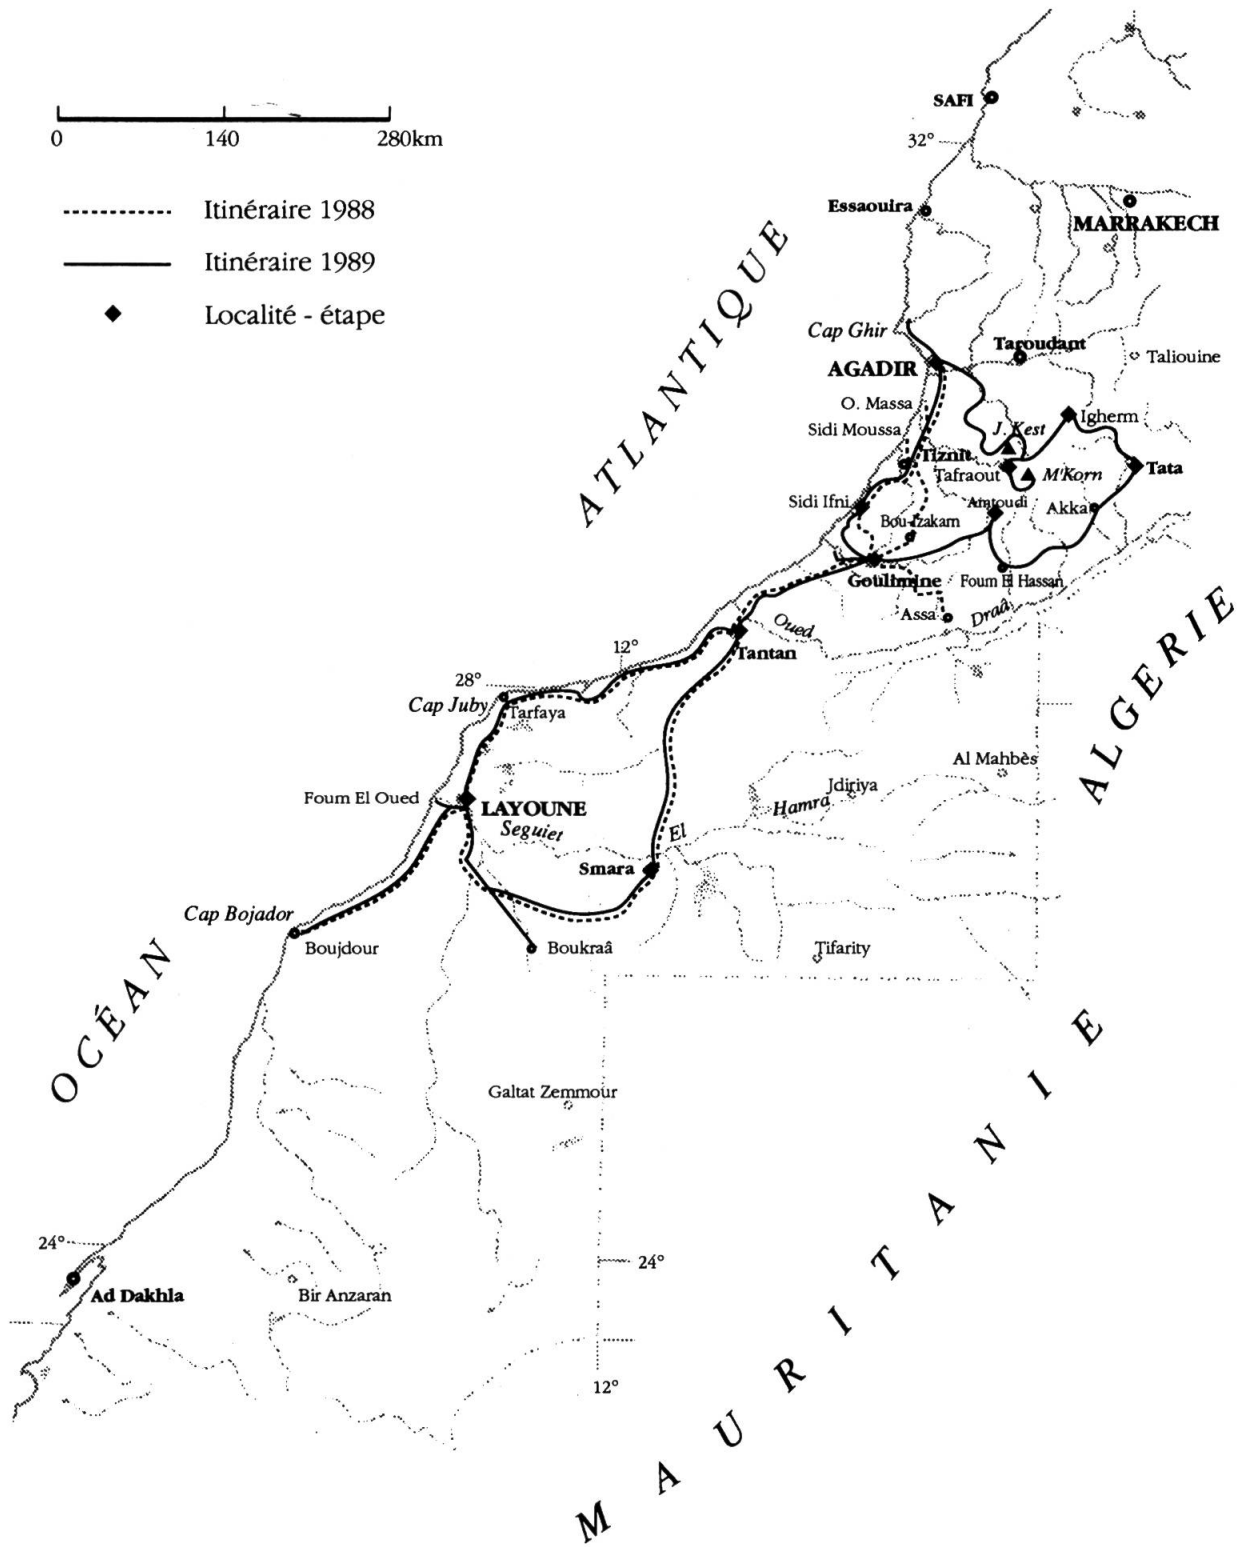 0 140 280km
Itinéraire 1988
Itinéraire 1989
Localité - étape
SAFI
32°
Essaouira
MARRAKECH
ATLANTIQUE
Cap Ghir
Taroudant
Taliouine
AGADIR
O. Massa
Igherm
Sidi Moussa
J. Kest
Tiznit
Tata
Tafraout
M'Korn
Sidi Ifni
Amtoudi
Akka
Bou-Izakarn
Goulimine
Foum El Hassan
Assa
Draâ
Oued
Tantan
12°
28°
Cap Juby
Tarfaya
ALGERIE
Al Mahbès
Jdiriya
Foum El Oued
LAYOUNE
Hamra
Seguiet
El
Smara
Cap Bojador
Boujdour
Boukraâ
Tifarity
OCÉAN
Galtat Zemmour
24°
24°
Ad Dakhla
Bir Anzaran
12°
MAURITANIE